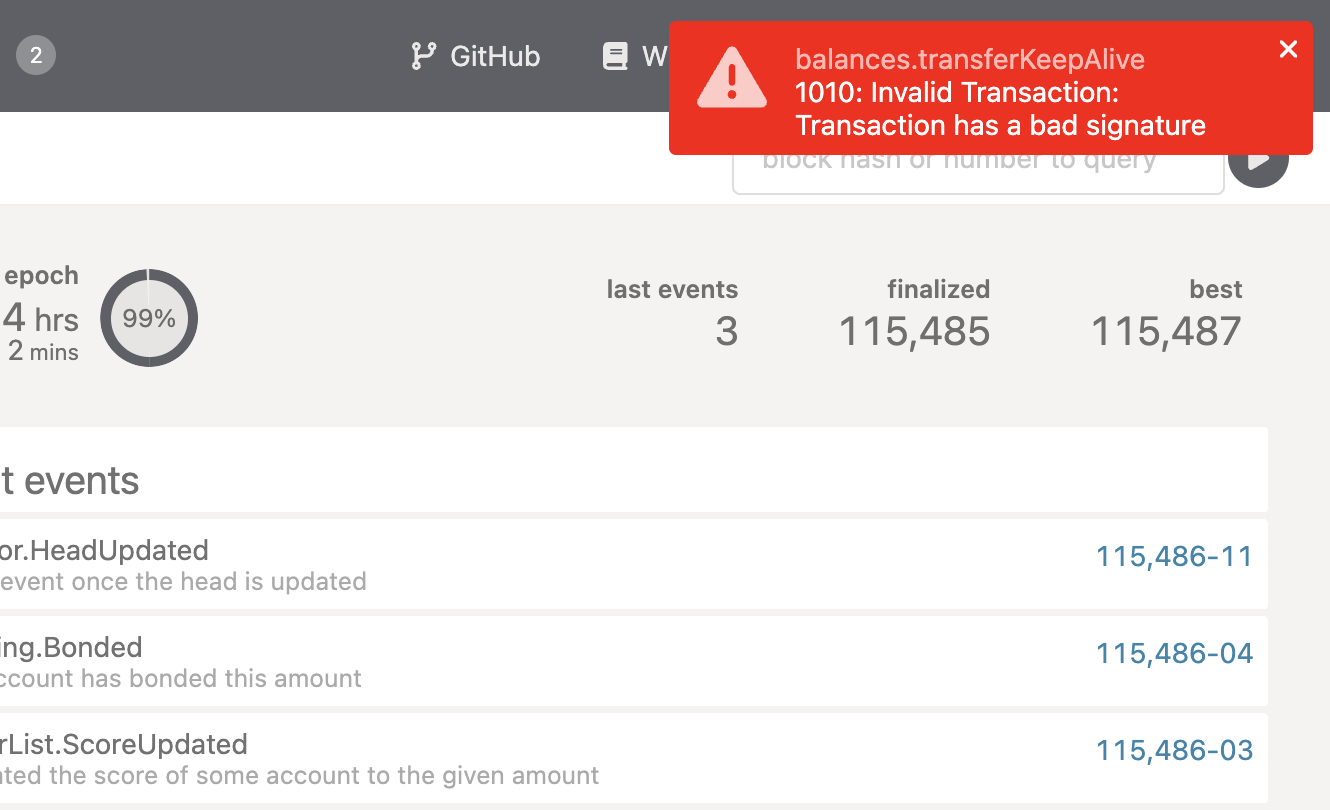 2
GitHub
W
balances.transferKeepAlive
1010: Invalid Transaction:
Transaction has a bad signature
block hash or number to query
epoch
4 hrs
2 mins
99%
last events
3
finalized
115,485
best
115,487
t events
or.HeadUpdated
event once the head is updated
115,486-11
ing.Bonded
ccount has bonded this amount
115,486-04
rList.ScoreUpdated
ated the score of some account to the given amount
115,486-03